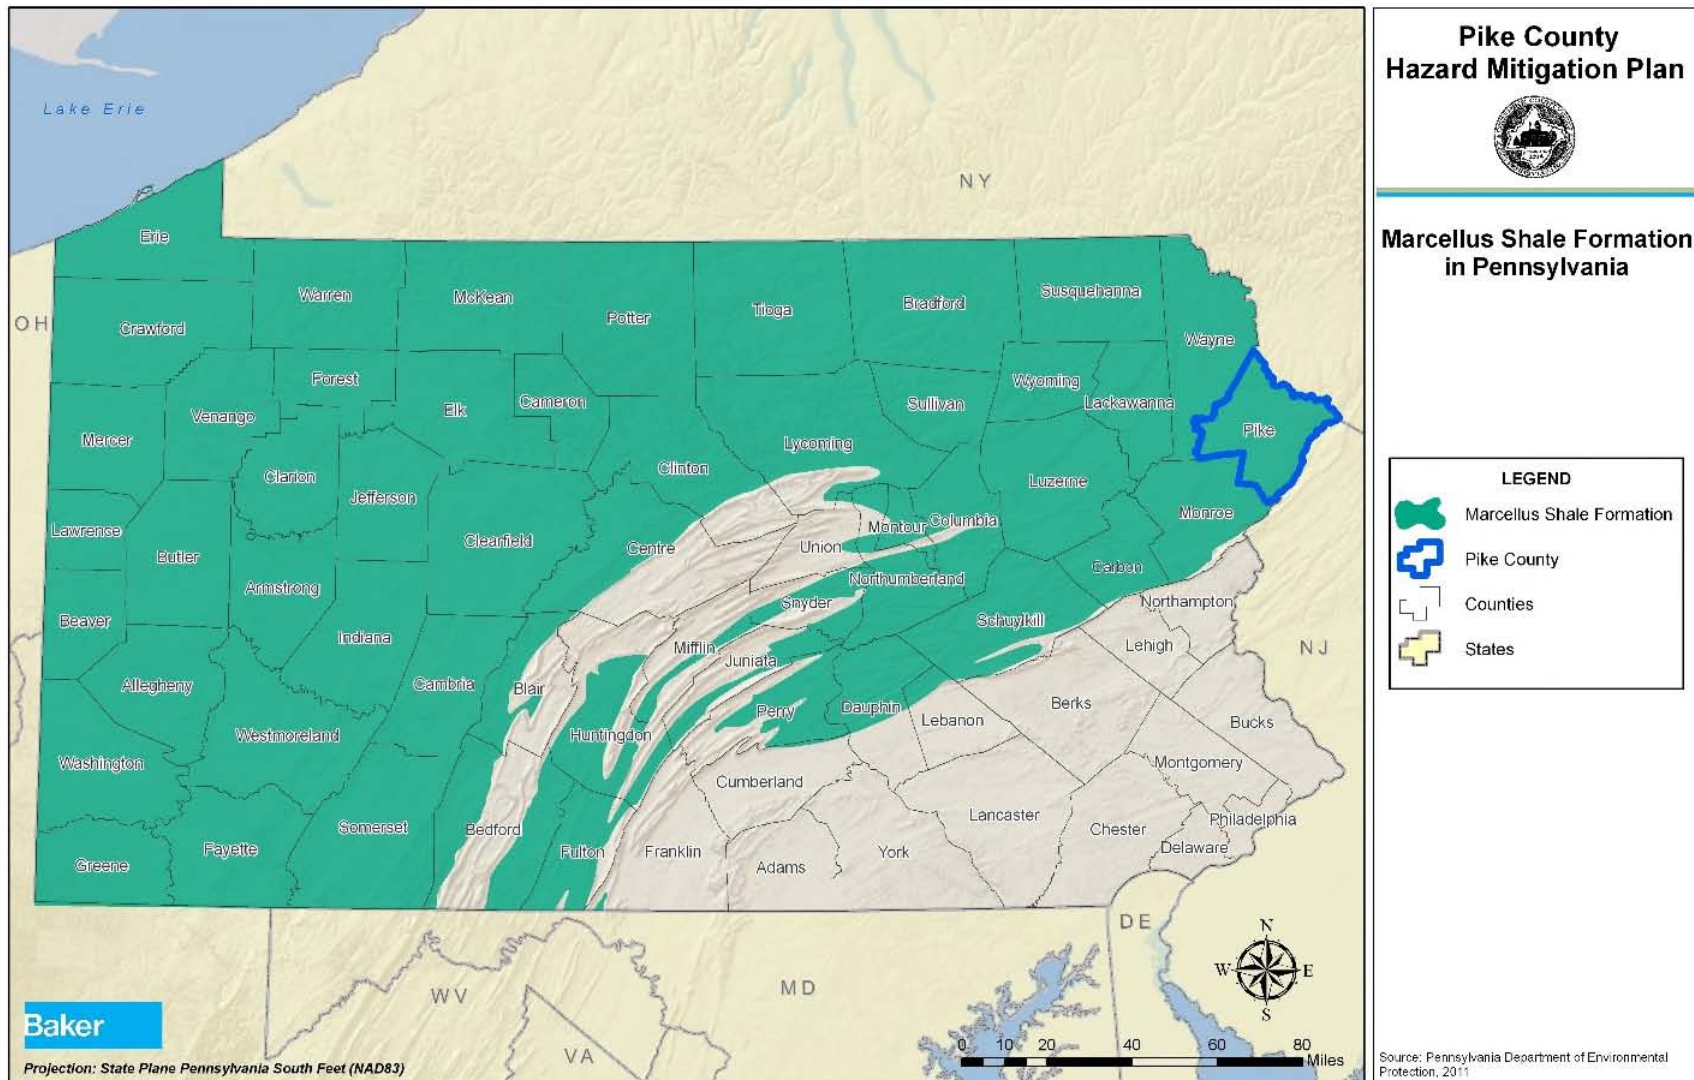 Lake Erie
NY
OH
Erie
Warren
McKean
Potter
Tioga
Bradford
Susquehanna
Wayne
Crawford
Forest
Elk
Cameron
Sullivan
Wyoming
Lackawanna
Venango
Mercer
Pike
Lycoming
Clinton
Clarion
Jefferson
Luzerne
Monroe
Lawrence
Butler
Clearfield
Centre
Union
Montour
Columbia
Armstrong
Northumberland
Carbon
Beaver
Indiana
Snyder
Schuylkill
Northampton
Mifflin
Juniata
Lehigh
NJ
Allegheny
Cambria
Blair
Perry
Dauphin
Lebanon
Berks
Bucks
Westmoreland
Huntingdon
Washington
Cumberland
Montgomery
Somerset
Bedford
Lancaster
Chester
Philadelphia
Greene
Fayette
Fulton
Franklin
Adams
York
Delaware
DE
WV
MD
VA
N
W E
S
0 10 20 40 60 80
Miles
Baker
Projection: State Plane Pennsylvania South Feet (NAD83)
Pike County
Hazard Mitigation Plan
Marcellus Shale Formation
in Pennsylvania
LEGEND
Marcellus Shale Formation
Pike County
Counties
States
Source: Pennsylvania Department of Environmental
Protection, 2011